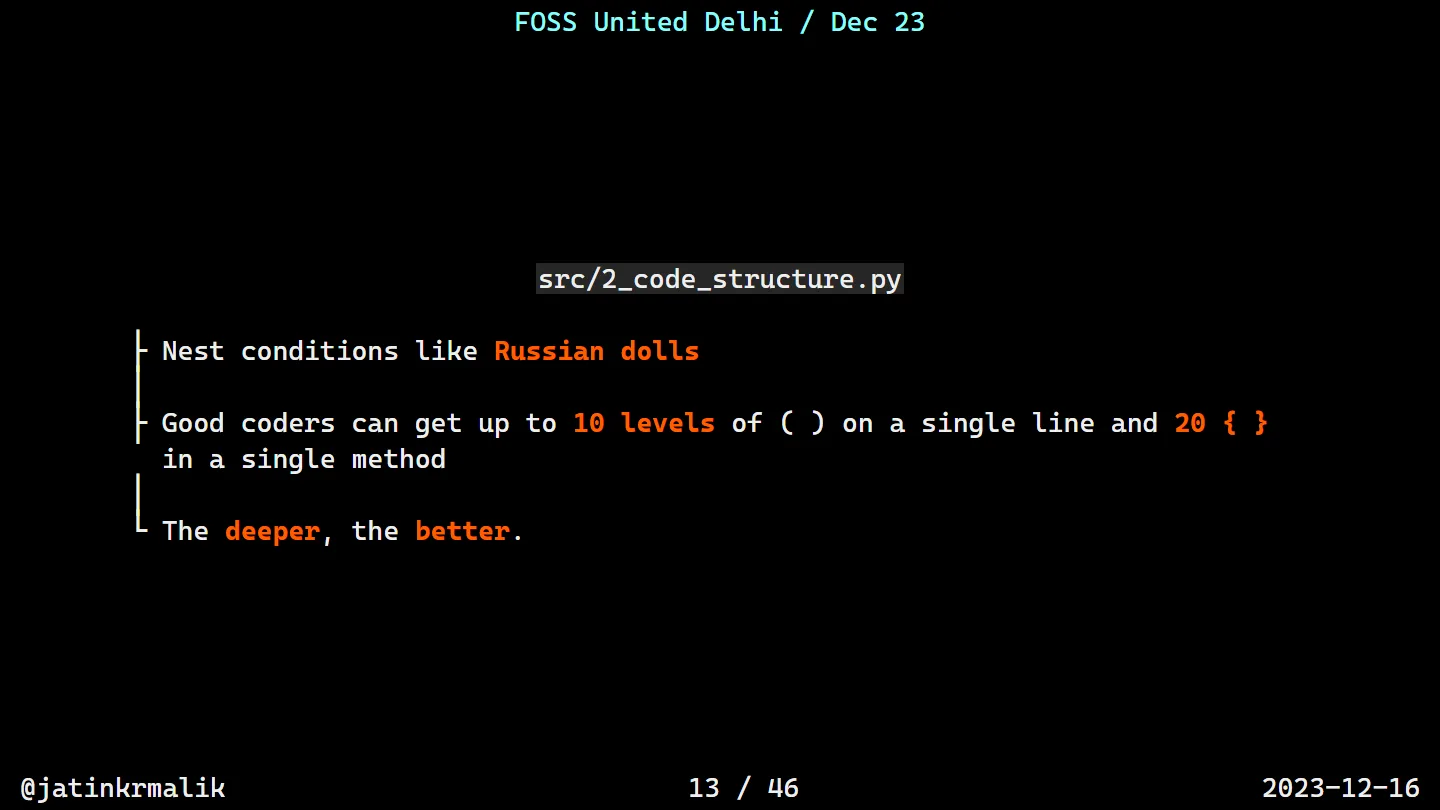 FOSS United Delhi / Dec 23
src/2_code_structure.py
├ Nest conditions like Russian dolls
│
├ Good coders can get up to 10 levels of ( ) on a single line and 20 { }
in a single method
│
└ The deeper, the better.
@jatinkrmalik 13 / 46 2023-12-16